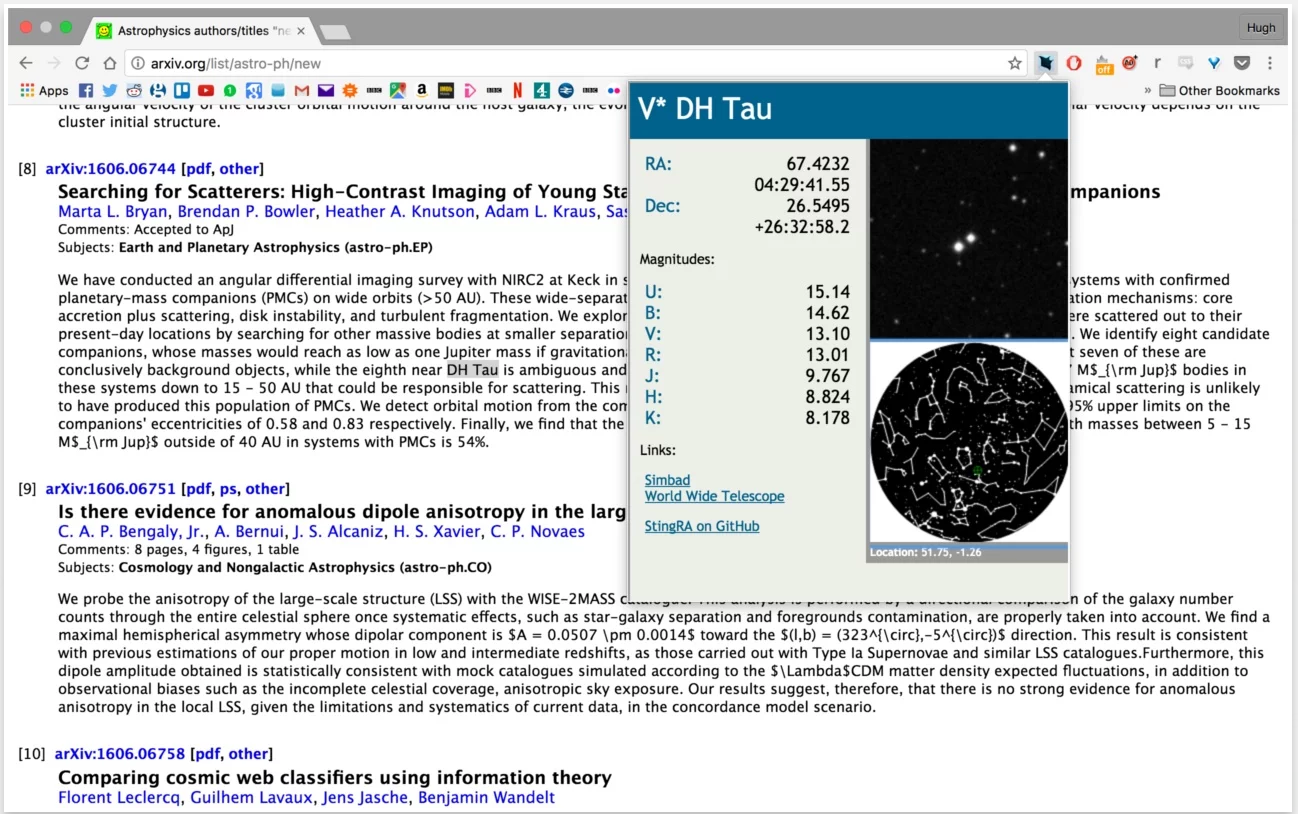 Astrophysics authors/titles "ne
Hugh
arxiv.org/list/astro-ph/new
off
Apps
Other Bookmarks
the angular velocity of the cluster orbital motion around the host galaxy, the evo
velocity depends on the
cluster initial structure.
[8] arXiv:1606.06744 [pdf, other]
Searching for Scatterers: High-Contrast Imaging of Young Sta
mpanions
Marta L. Bryan, Brendan P. Bowler, Heather A. Knutson, Adam L. Kraus, Sas
Comments: Accepted to ApJ
Subjects: Earth and Planetary Astrophysics (astro-ph.EP)
We have conducted an angular differential imaging survey with NIRC2 at Keck in s
ystems with confirmed
planetary-mass companions (PMCs) on wide orbits (>50 AU). These wide-separat
ation mechanisms: core
accretion plus scattering, disk instability, and turbulent fragmentation. We explor
ere scattered out to their
present-day locations by searching for other massive bodies at smaller separatio
. We identify eight candidate
companions, whose masses would reach as low as one Jupiter mass if gravitation
t seven of these are
conclusively background objects, while the eighth near DH Tau is ambiguous and
M$_{\rm Jup}$ bodies in
these systems down to 15 - 50 AU that could be responsible for scattering. This
amical scattering is unlikely
to have produced this population of PMCs. We detect orbital motion from the com
95% upper limits on the
companions' eccentricities of 0.58 and 0.83 respectively. Finally, we find that the
th masses between 5 - 15
M$_{\rm Jup}$ outside of 40 AU in systems with PMCs is 54%.
V* DH Tau
RA: 67.4232
04:29:41.55
Dec: 26.5495
+26:32:58.2
Magnitudes:
U: 15.14
B: 14.62
V: 13.10
R: 13.01
J: 9.767
H: 8.824
K: 8.178
Links:
Simbad
World Wide Telescope
StingRA on GitHub
Location: 51.75, -1.26
[9] arXiv:1606.06751 [pdf, ps, other]
Is there evidence for anomalous dipole anisotropy in the larg
C. A. P. Bengaly, Jr., A. Bernui, J. S. Alcaniz, H. S. Xavier, C. P. Novaes
Comments: 8 pages, 4 figures, 1 table
Subjects: Cosmology and Nongalactic Astrophysics (astro-ph.CO)
We probe the anisotropy of the large-scale structure (LSS) with the WISE-2MASS catalogue. This analysis is performed by a directional comparison of the galaxy number
counts through the entire celestial sphere once systematic effects, such as star-galaxy separation and foregrounds contamination, are properly taken into account. We find a
maximal hemispherical asymmetry whose dipolar component is $A = 0.0507 \pm 0.0014$ toward the $(l,b) = (323^{\circ},-5^{\circ})$ direction. This result is consistent
with previous estimations of our proper motion in low and intermediate redshifts, as those carried out with Type Ia Supernovae and similar LSS catalogues.Furthermore, this
dipole amplitude obtained is statistically consistent with mock catalogues simulated according to the $\Lambda$CDM matter density expected fluctuations, in addition to
observational biases such as the incomplete celestial coverage, anisotropic sky exposure. Our results suggest, therefore, that there is no strong evidence for anomalous
anisotropy in the local LSS, given the limitations and systematics of current data, in the concordance model scenario.
[10] arXiv:1606.06758 [pdf, other]
Comparing cosmic web classifiers using information theory
Florent Leclercq, Guilhem Lavaux, Jens Jasche, Benjamin Wandelt